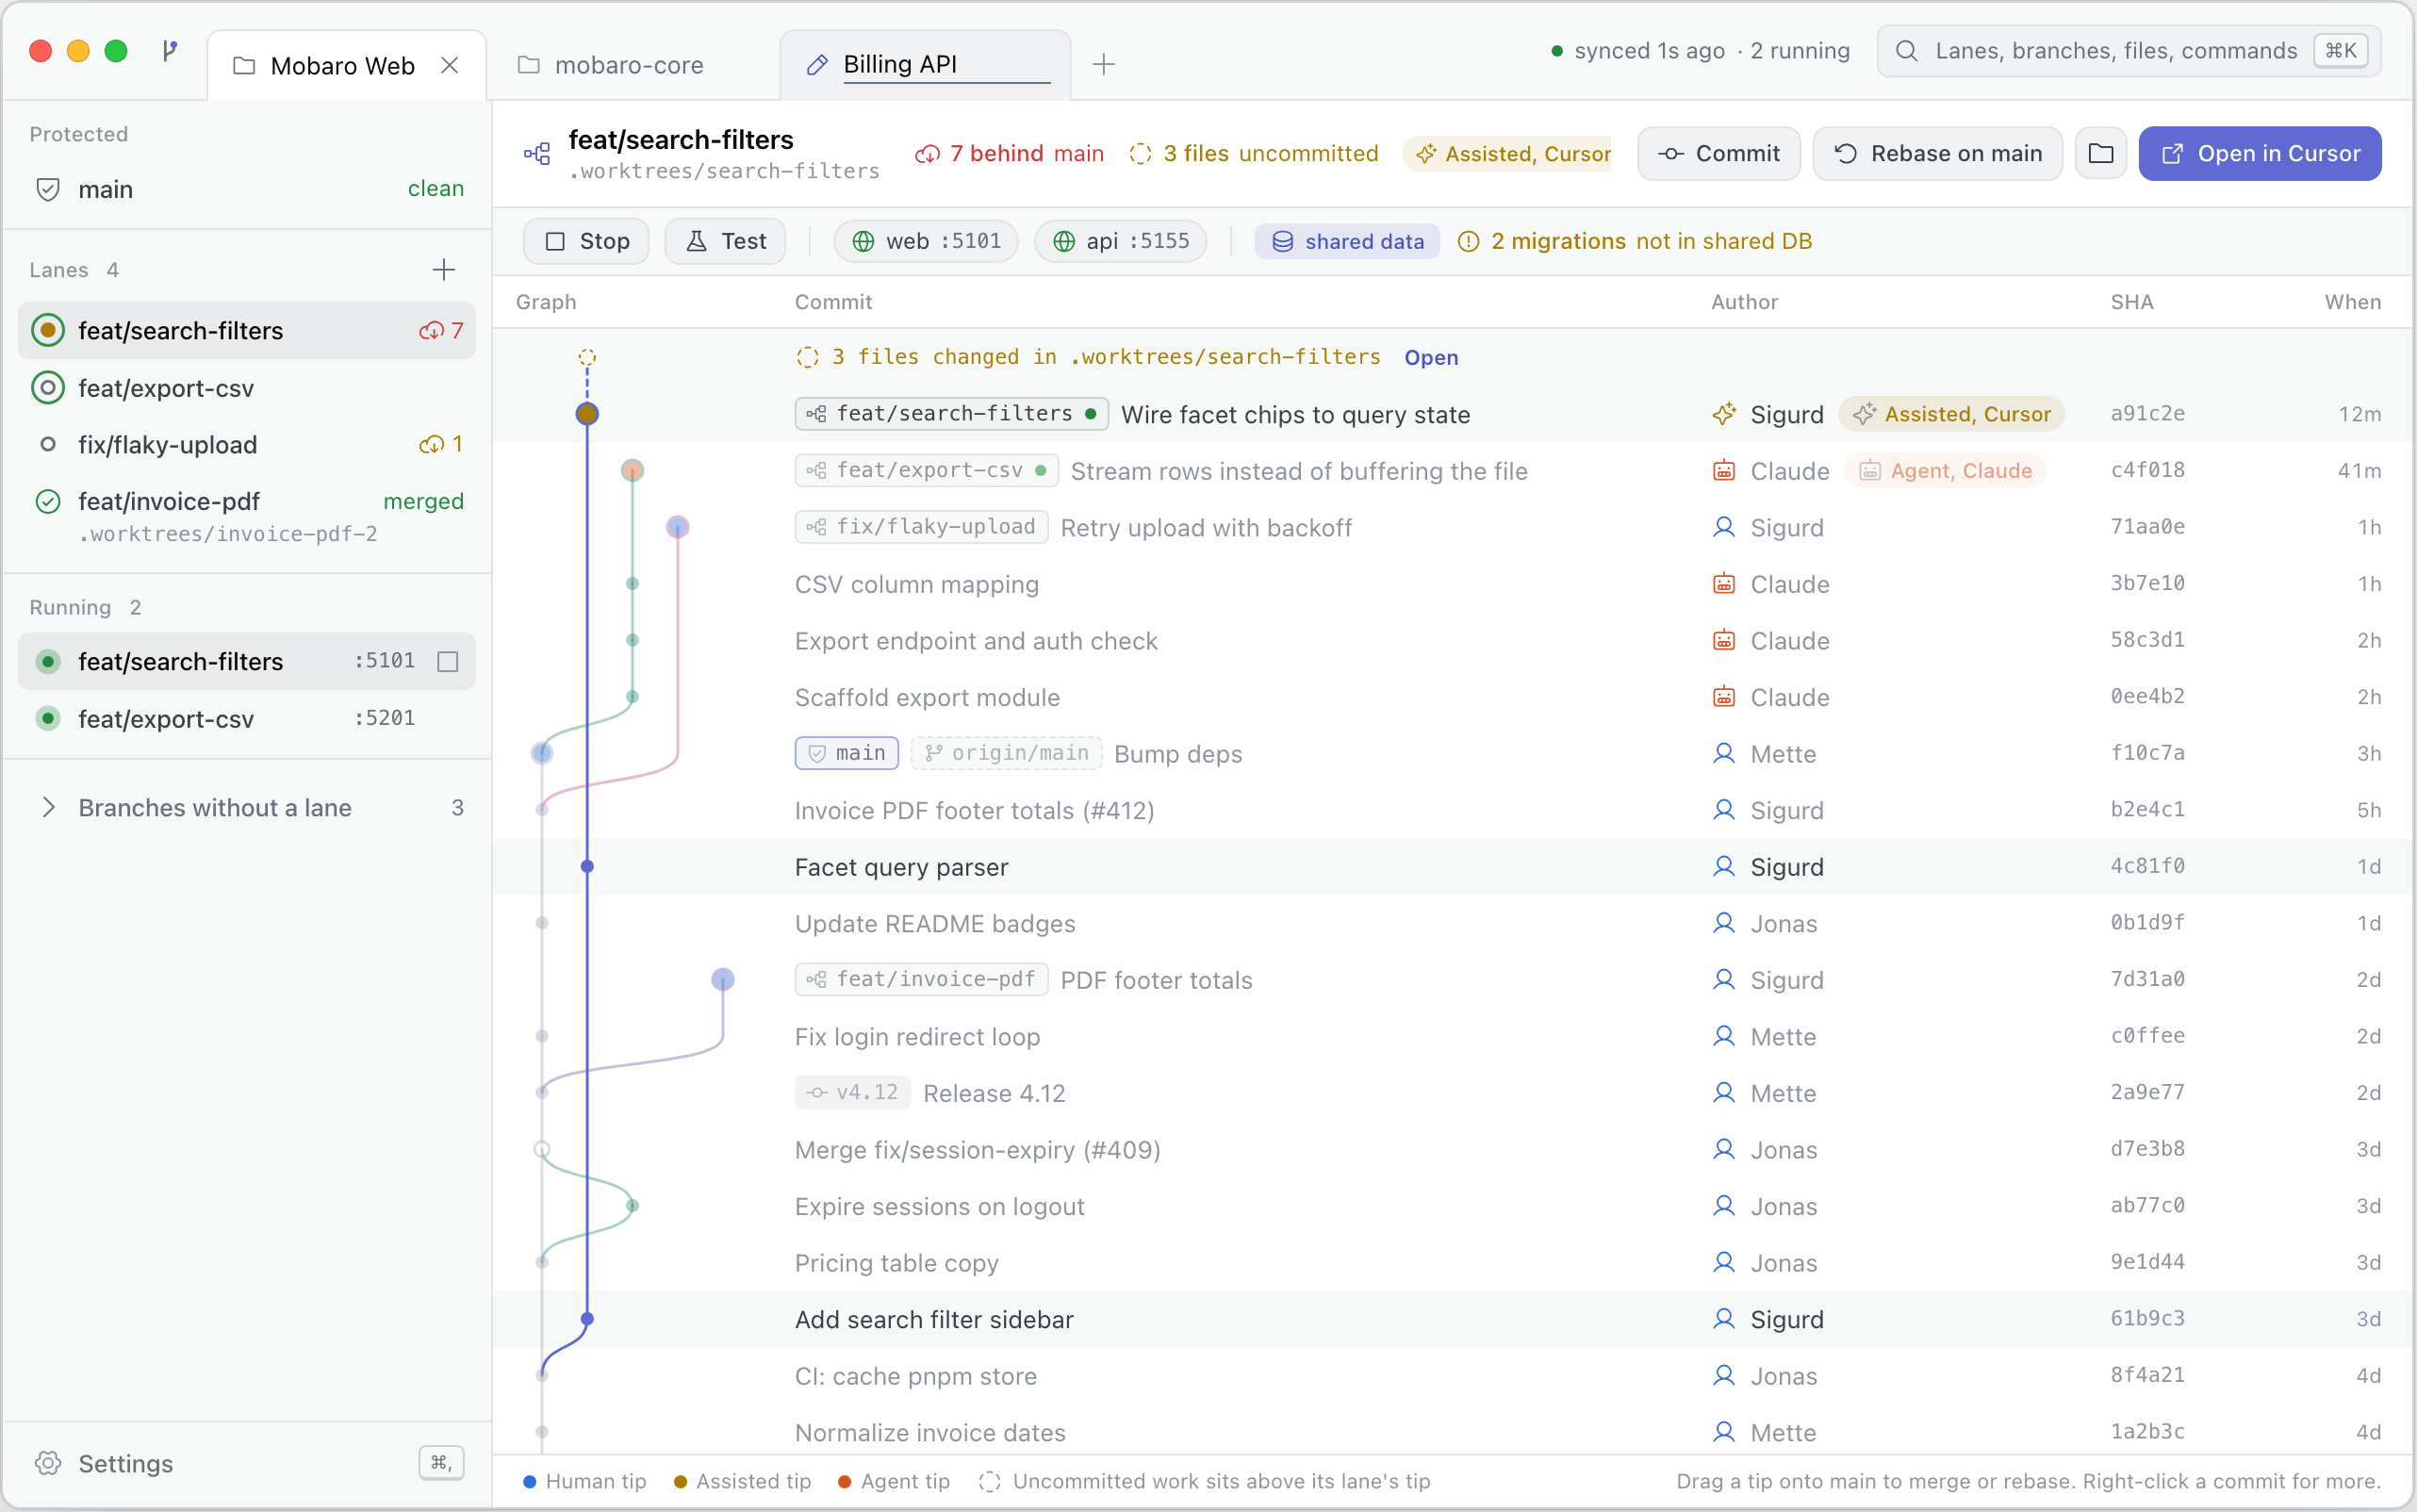 Mobaro Web
mobaro-core
Billing API
synced 1s ago · 2 running
Lanes, branches, files, commands ⌘K
Protected
main clean
Lanes 4
feat/search-filters 7
feat/export-csv
fix/flaky-upload 1
feat/invoice-pdf merged
.worktrees/invoice-pdf-2
Running 2
feat/search-filters :5101
feat/export-csv :5201
Branches without a lane 3
Settings ⌘,
feat/search-filters
.worktrees/search-filters
7 behind main
3 files uncommitted
Assisted, Cursor
Commit
Rebase on main
Open in Cursor
Stop
Test
web :5101
api :5155
shared data
2 migrations not in shared DB
Graph Commit Author SHA When
3 files changed in .worktrees/search-filters Open
feat/search-filters Wire facet chips to query state Sigurd Assisted, Cursor a91c2e 12m
feat/export-csv Stream rows instead of buffering the file Claude Agent, Claude c4f018 41m
fix/flaky-upload Retry upload with backoff Sigurd 71aa0e 1h
CSV column mapping Claude 3b7e10 1h
Export endpoint and auth check Claude 58c3d1 2h
Scaffold export module Claude 0ee4b2 2h
main origin/main Bump deps Mette f10c7a 3h
Invoice PDF footer totals (#412) Sigurd b2e4c1 5h
Facet query parser Sigurd 4c81f0 1d
Update README badges Jonas 0b1d9f 1d
feat/invoice-pdf PDF footer totals Sigurd 7d31a0 2d
Fix login redirect loop Mette c0ffee 2d
v4.12 Release 4.12 Mette 2a9e77 2d
Merge fix/session-expiry (#409) Jonas d7e3b8 3d
Expire sessions on logout Jonas ab77c0 3d
Pricing table copy Jonas 9e1d44 3d
Add search filter sidebar Sigurd 61b9c3 3d
CI: cache pnpm store Jonas 8f4a21 4d
Normalize invoice dates Mette 1a2b3c 4d
Human tip Assisted tip Agent tip Uncommitted work sits above its lane's tip
Drag a tip onto main to merge or rebase. Right-click a commit for more.